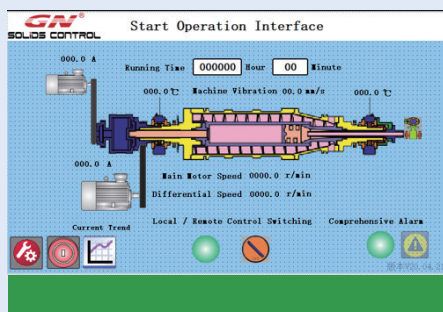 GN®
SOLIDS CONTROL
Start Operation Interface
000.0 A
Running Time 000000 Hour 00 Minute
000.0 ℃ Machine Vibration 00.0 mm/s 000.0 ℃
000.0 A
Main Motor Speed 0000.0 r/min
Differential Speed 0000.0 r/min
Local / Remote Control Switching Comprehensive Alarm
Current Trend